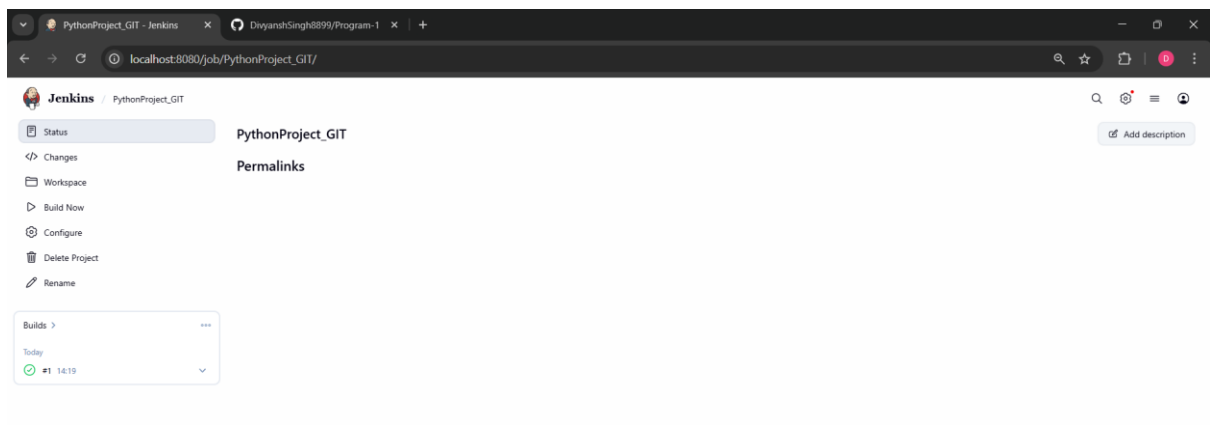 PythonProject_GIT - Jenkins
DivyanshSingh8899/Program-1
localhost:8080/job/PythonProject_GIT/
D
Jenkins / PythonProject_GIT
Status
PythonProject_GIT
Add description
Changes
Permalinks
Workspace
Build Now
Configure
Delete Project
Rename
Builds >
Today
#1 14:19